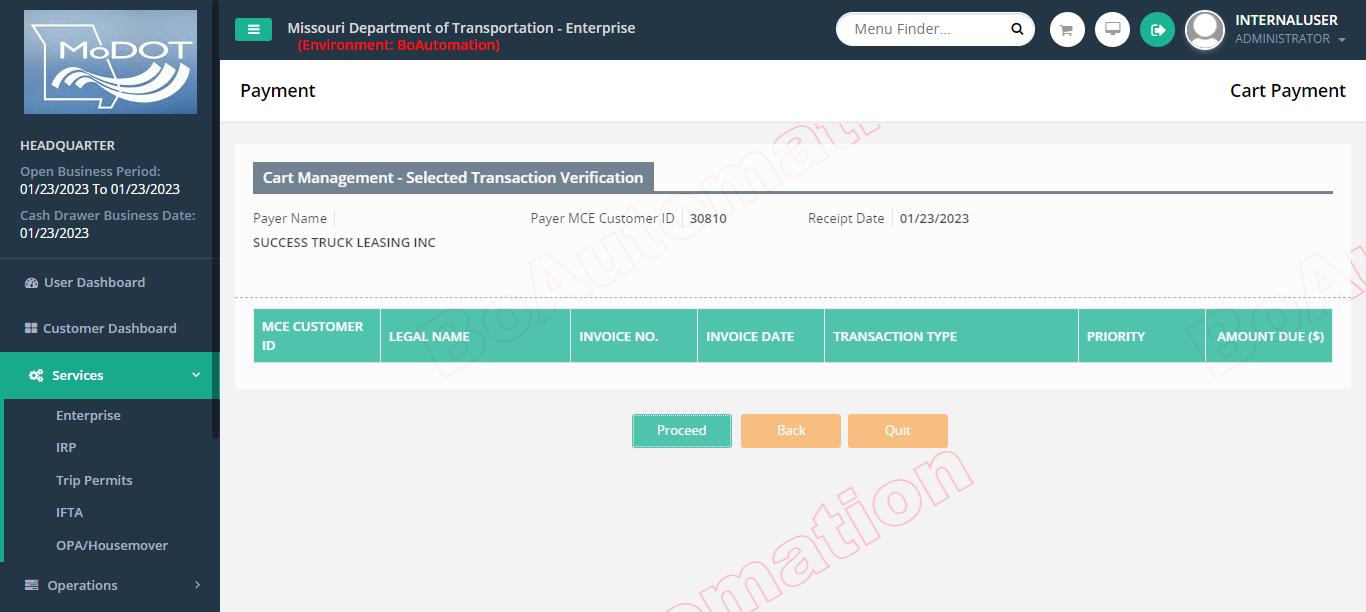 MoDOT
Missouri Department of Transportation - Enterprise
(Environment: BoAutomation)
Menu Finder...
INTERNALUSER
ADMINISTRATOR
Payment
Cart Payment
HEADQUARTER
Open Business Period:
01/23/2023 To 01/23/2023
Cash Drawer Business Date:
01/23/2023
User Dashboard
Customer Dashboard
Services
Enterprise
IRP
Trip Permits
IFTA
OPA/Housemover
Operations
Cart Management - Selected Transaction Verification
Payer Name
SUCCESS TRUCK LEASING INC
Payer MCE Customer ID 30810
Receipt Date 01/23/2023
MCE CUSTOMER
ID
LEGAL NAME
INVOICE NO.
INVOICE DATE
TRANSACTION TYPE
PRIORITY
AMOUNT DUE ($)
Proceed
Back
Quit
BoAutomati
BoA
omation